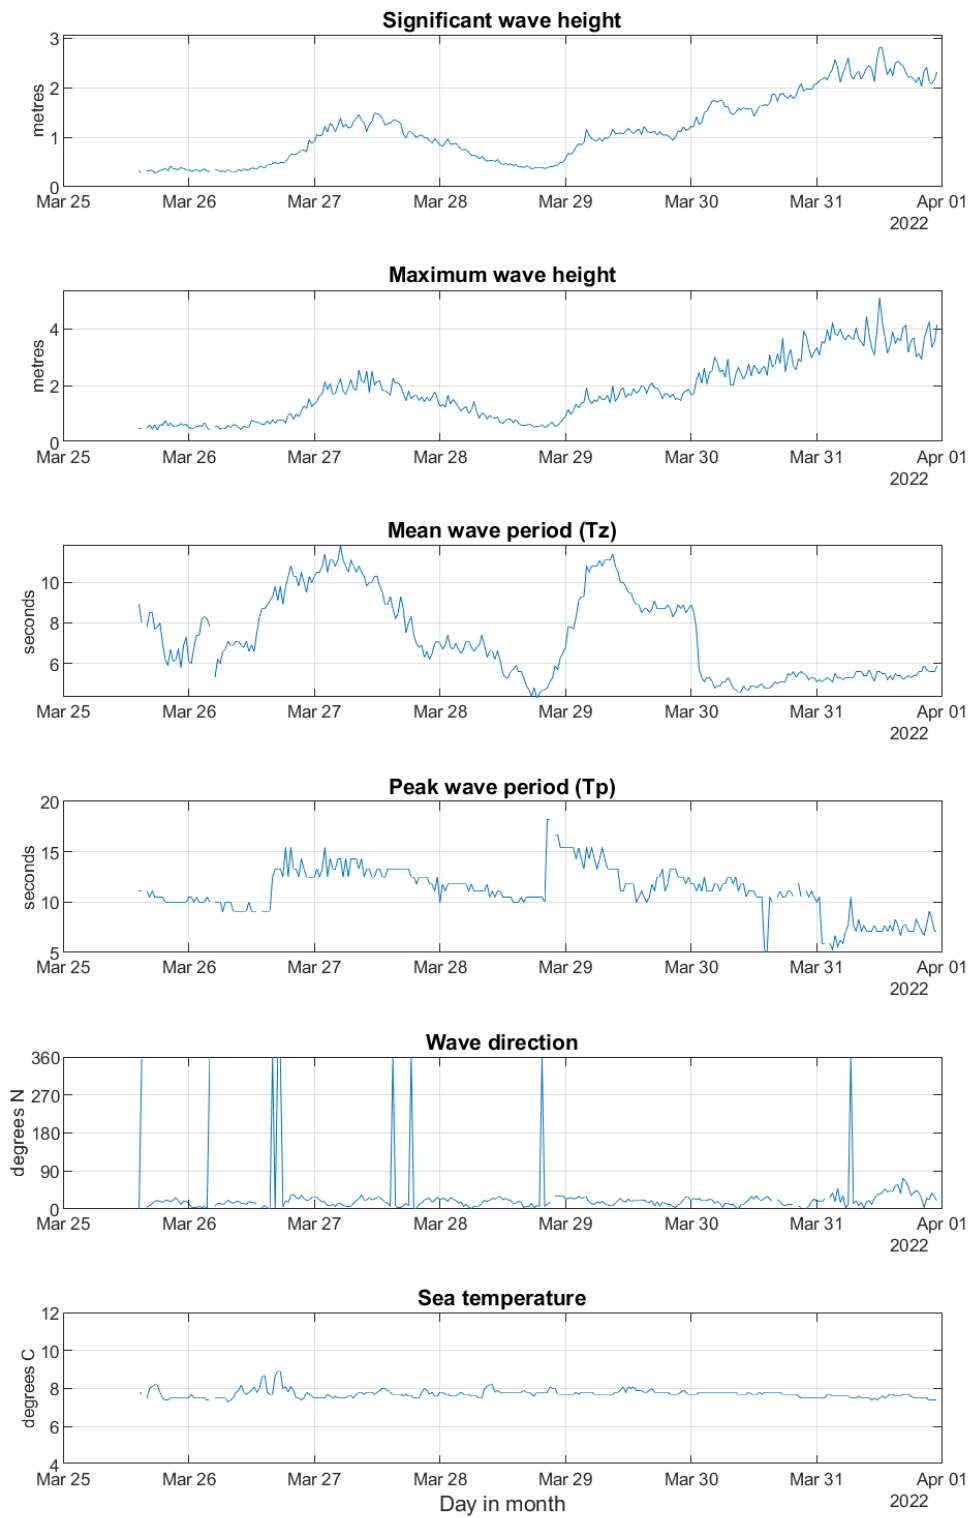 Significant wave height
3
2
1
0
metres
Mar 25 Mar 26 Mar 27 Mar 28 Mar 29 Mar 30 Mar 31 Apr 01
2022
Maximum wave height
4
2
0
metres
Mar 25 Mar 26 Mar 27 Mar 28 Mar 29 Mar 30 Mar 31 Apr 01
2022
Mean wave period (Tz)
10
8
6
seconds
Mar 25 Mar 26 Mar 27 Mar 28 Mar 29 Mar 30 Mar 31 Apr 01
2022
Peak wave period (Tp)
20
15
10
5
seconds
Mar 25 Mar 26 Mar 27 Mar 28 Mar 29 Mar 30 Mar 31 Apr 01
2022
Wave direction
360
270
180
90
0
degrees N
Mar 25 Mar 26 Mar 27 Mar 28 Mar 29 Mar 30 Mar 31 Apr 01
2022
Sea temperature
12
10
8
6
4
degrees C
Mar 25 Mar 26 Mar 27 Mar 28 Mar 29 Mar 30 Mar 31 Apr 01
Day in month
2022